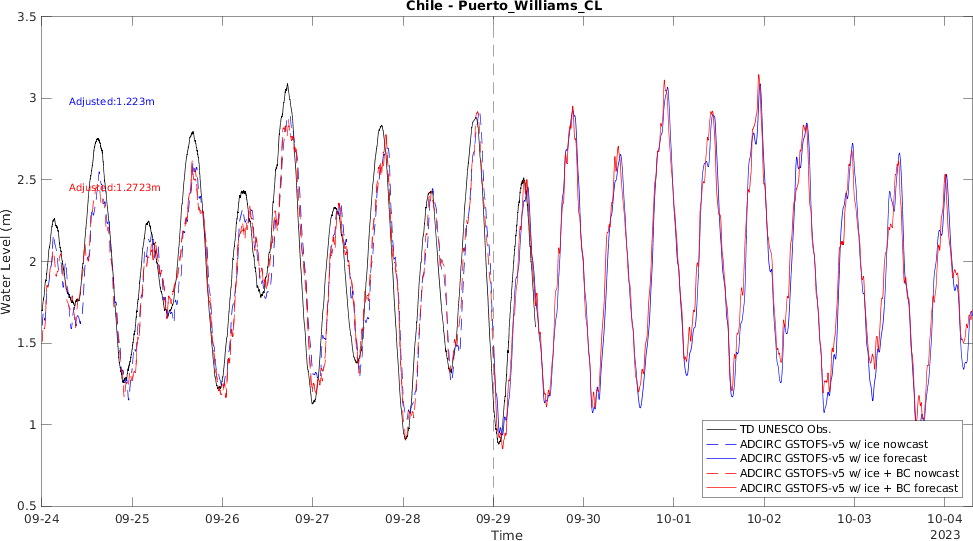 Chile - Puerto_Williams_CL
3.5
3
2.5
2
1.5
1
0.5
Water Level (m)
Adjusted:1.223m
Adjusted:1.2723m
TD UNESCO Obs.
ADCIRC GSTOFS-v5 w/ ice nowcast
ADCIRC GSTOFS-v5 w/ ice forecast
ADCIRC GSTOFS-v5 w/ ice + BC nowcast
ADCIRC GSTOFS-v5 w/ ice + BC forecast
09-24 09-25 09-26 09-27 09-28 09-29 09-30 10-01 10-02 10-03 10-04
Time
2023